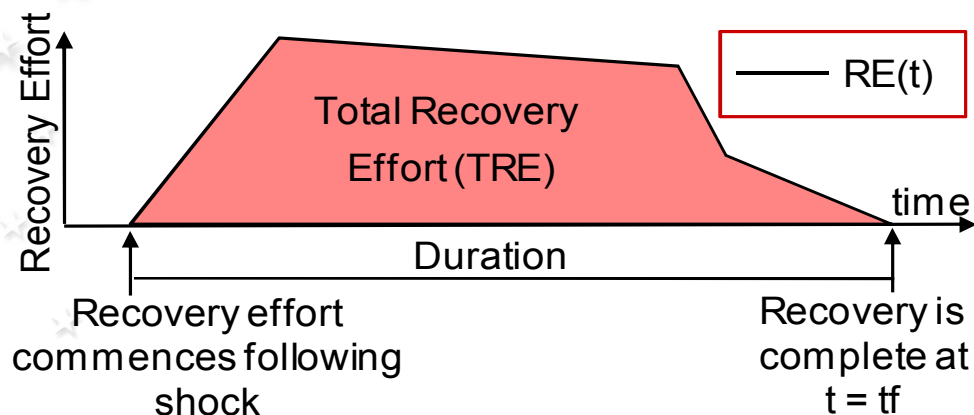 Recovery Effort
RE(t)
Total Recovery
Effort (TRE)
time
Duration
Recovery effort
commences following
shock
Recovery is
complete at
t = tf